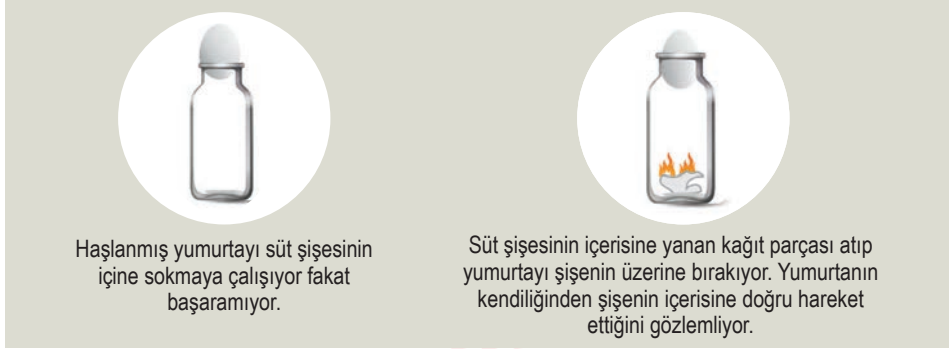 Haşlanmış yumurtayı süt şişesinin
içine sokmaya çalışıyor fakat
başaramıyor.
Süt şişesinin içerisine yanan kağıt parçası atıp
yumurtayı şişenin üzerine bırakıyor. Yumurtanın
kendiliğinden şişenin içerisine doğru hareket
ettiğini gözlemliyor.